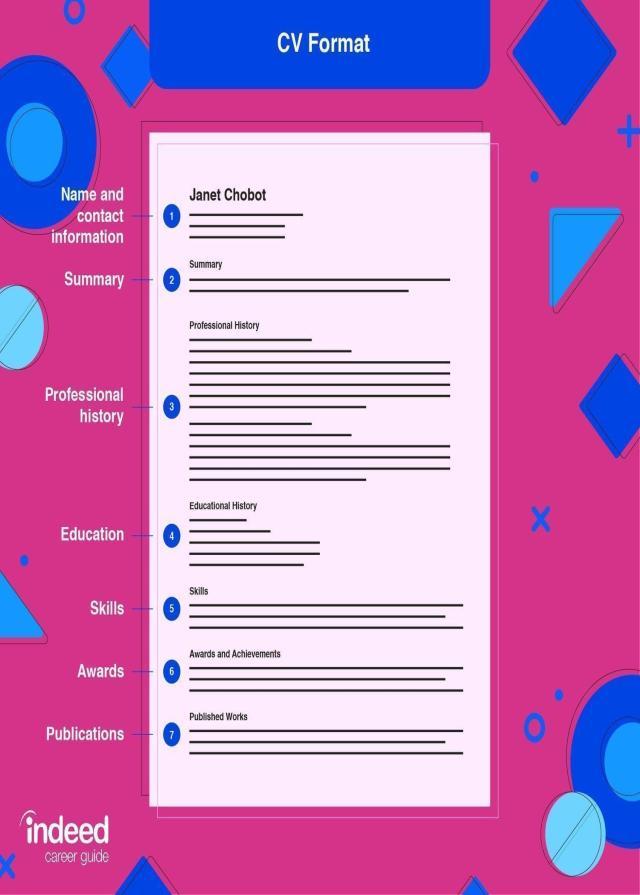 CV Format
Name and
contact
information
1
Janet Chobot
Summary
2
Summary
Professional
history
3
Professional History
Education
4
Educational History
Skills
5
Skills
Awards
6
Awards and Achievements
Publications
7
Published Works
indeed
career guide